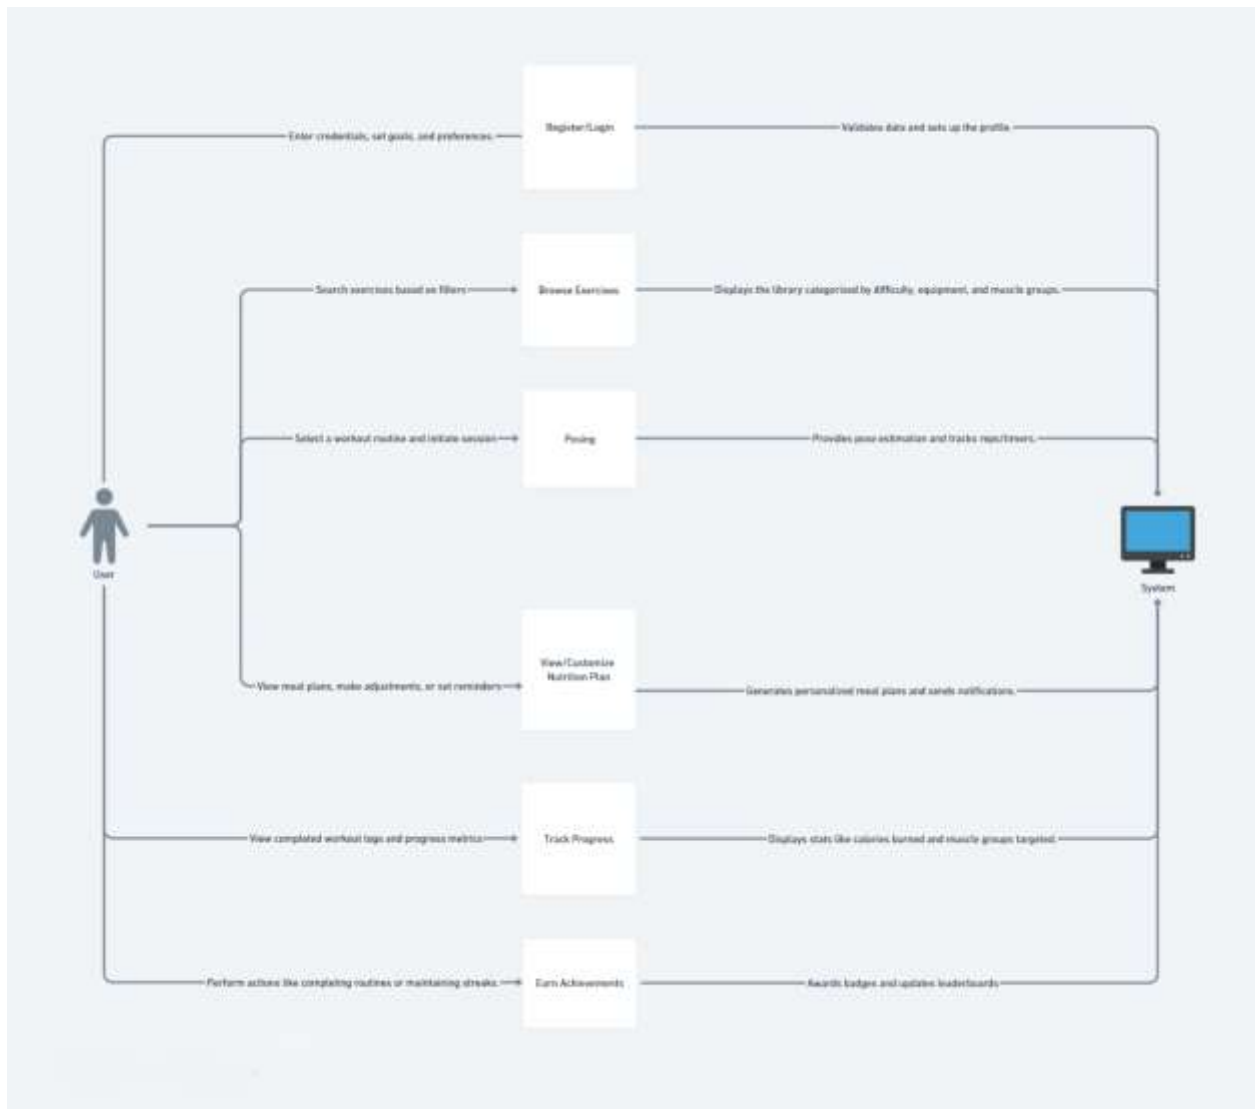 Register/Login
Enter credentials, set goals, and preferences.
Validates data and sets up the profile
Search exercises based on filters
Browse Exercises
Displays the library categorized by difficulty, equipment, and muscle groups.
Select a workout routine and initiate session
Posing
Provides pose estimation and tracks reps/timers.
User
System
View/Customize
Nutrition Plan
View meal plans, make adjustments, or set reminders
Generates personalized meal plans and sends notifications.
View completed workout logs and progress metrics
Track Progress
Displays stats like calories burned and muscle groups targeted.
Perform actions like completing routines or maintaining streaks.
Earn Achievements
Awards badges and updates leaderboards